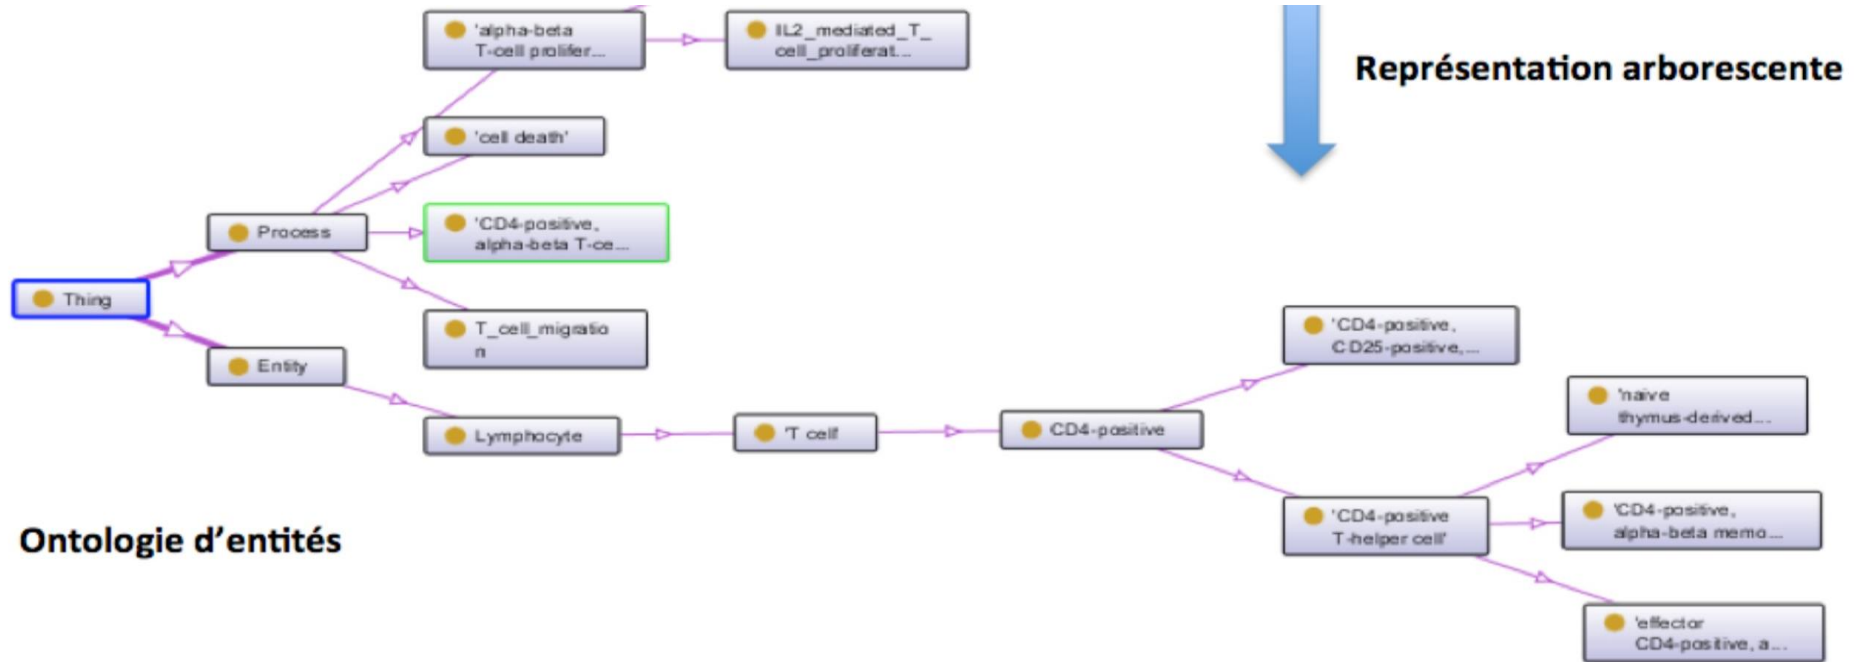 'alpha-beta
T-cell prolifer...
IL2_mediated_T_
cell_proliferat...
Représentation arborescente
'cell death'
Process
'CD4-positive,
alpha-beta T-ce...
Thing
T_cell_migratio
n
Entity
Lymphocyte
'T cell'
CD4-positive
'CD4-positive,
CD25-positive,...
'naive
thymus-derived...
'CD4-positive
T-helper cell'
'CD4-positive,
alpha-beta memo...
'effector
CD4-positive, a...
Ontologie d'entités